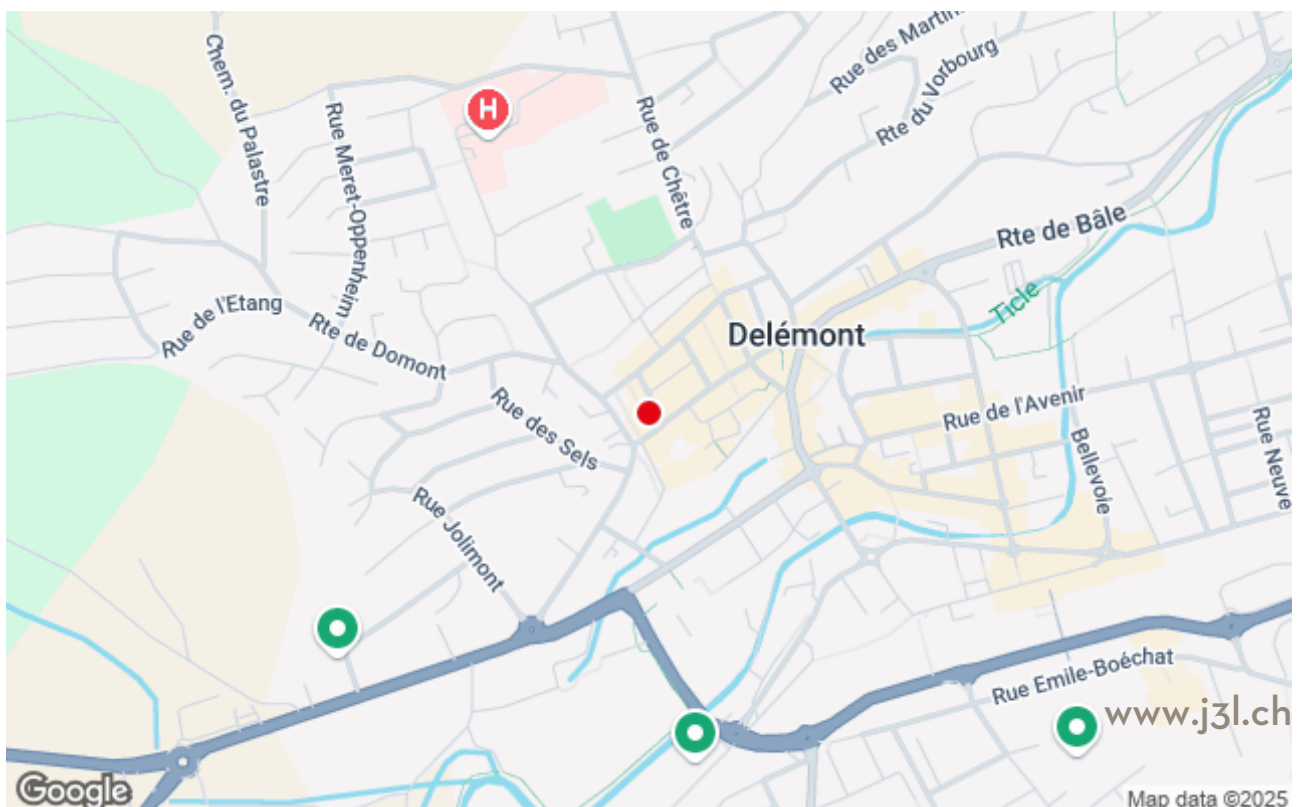 Chem. du Palastre
Rue Meret-Oppenheim
H
Rue de Chêtre
Rue des Martin
Rte du Vorbourg
Rte de Bâle
Ticle
Rue de l'Etang
Rte de Domont
Delémont
Rue des Sels
Rue de l'Avenir
Bellevoie
Rue Neuve
Rue Jolimont
Rue Emile-Boéchat
www.j3l.ch
Google
Map data ©2025